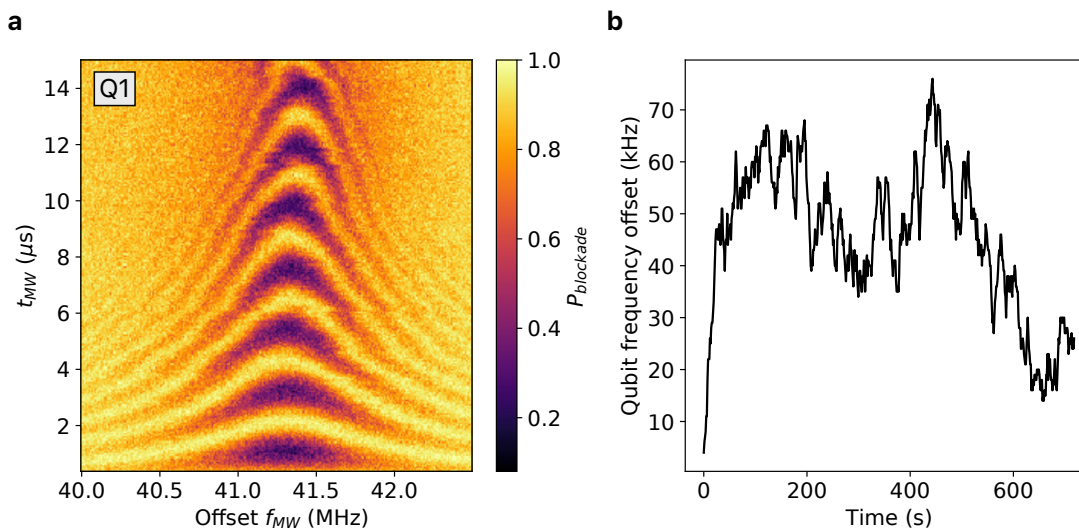 a
b
Q1
14
12
10
8
6
4
2
t_MW (μs)
40.0 40.5 41.0 41.5 42.0
Offset f_MW (MHz)
1.0
0.8
0.6
0.4
0.2
P_blockade
70
60
50
40
30
20
10
Qubit frequency offset (kHz)
0 200 400 600
Time (s)